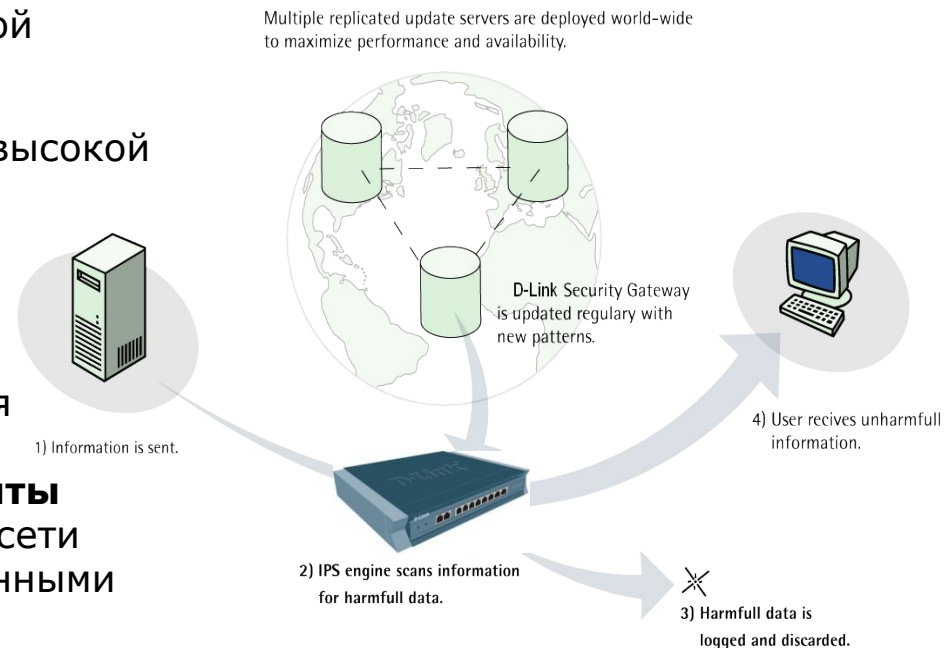 ой
высокой
я
иты
сети
нными
Multiple replicated update servers are deployed world-wide
to maximize performance and availability.
D-Link Security Gateway
is updated regulary with
new patterns.
1) Information is sent.
D-Link
2) IPS engine scans information
for harmfull data.
3) Harmfull data is
logged and discarded.
4) User recives unharmfull
information.